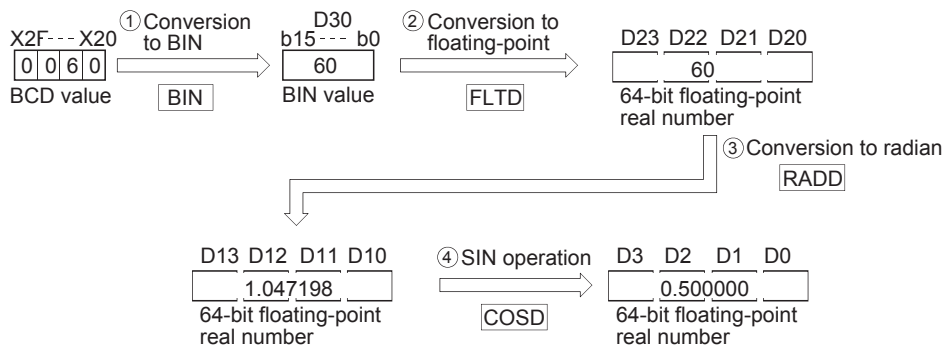 ① Conversion to BIN
X2F - - - X20
0 0 6 0
BCD value
BIN
D30
b15 - - - - b0
60
BIN value
② Conversion to floating-point
FLTD
D23 D22 D21 D20
60
64-bit floating-point
real number
③ Conversion to radian
RADD
D13 D12 D11 D10
1.047198
64-bit floating-point
real number
④ SIN operation
COSD
D3 D2 D1 D0
0.500000
64-bit floating-point
real number